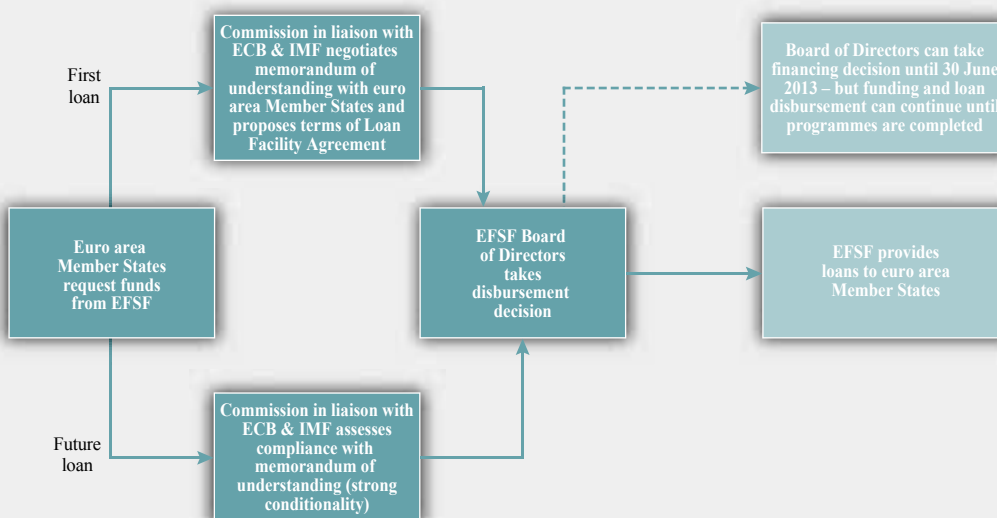 First
loan
Commission in liaison with
ECB & IMF negotiates
memorandum of
understanding with euro
area Member States and
proposes terms of Loan
Facility Agreement
Board of Directors can take
financing decision until 30 June
2013 – but funding and loan
disbursement can continue until
programmes are completed
Euro area
Member States
request funds
from EFSF
EFSF Board
of Directors
takes
disbursement
decision
EFSF provides
loans to euro area
Member States
Future
loan
Commission in liaison with
ECB & IMF assesses
compliance with
memorandum of
understanding (strong
conditionality)